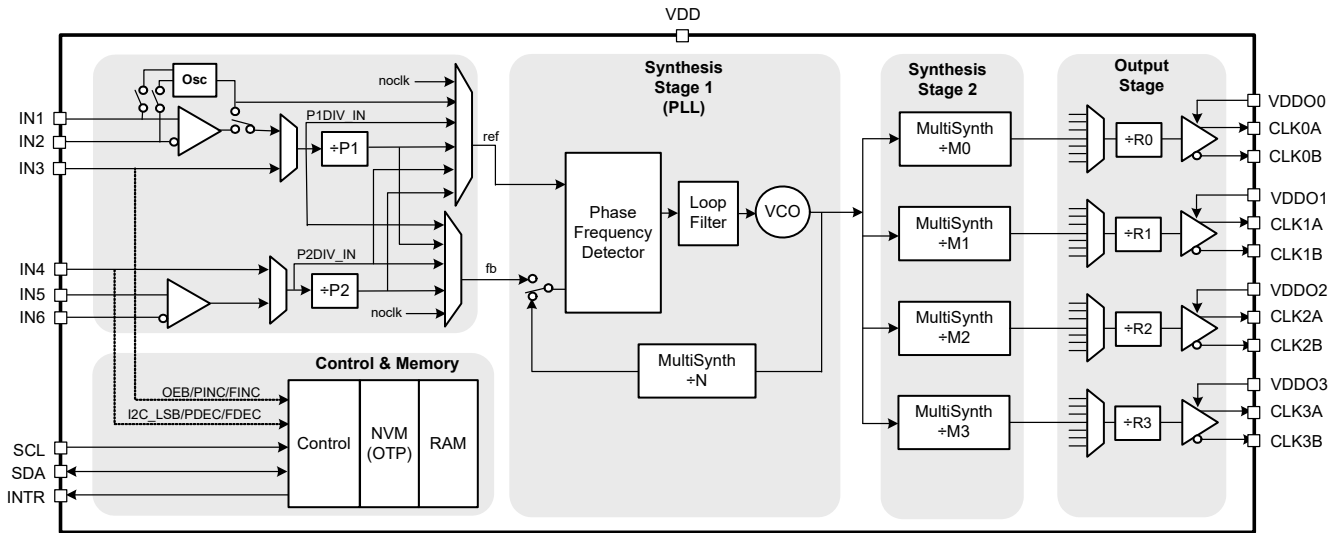 VDD
Osc
noclk
IN1
IN2
IN3
P1DIV_IN
÷P1
ref
IN4
IN5
IN6
P2DIV_IN
÷P2
noclk
fb
Synthesis
Stage 1
(PLL)
Phase
Frequency
Detector
Loop
Filter
VCO
MultiSynth
÷N
Synthesis
Stage 2
MultiSynth
÷M0
MultiSynth
÷M1
MultiSynth
÷M2
MultiSynth
÷M3
Output
Stage
÷R0
÷R1
÷R2
÷R3
VDDO0
CLK0A
CLK0B
VDDO1
CLK1A
CLK1B
VDDO2
CLK2A
CLK2B
VDDO3
CLK3A
CLK3B
Control & Memory
OEB/PINC/FINC
I2C_LSB/PDEC/FDEC
SCL
SDA
INTR
Control
NVM
(OTP)
RAM